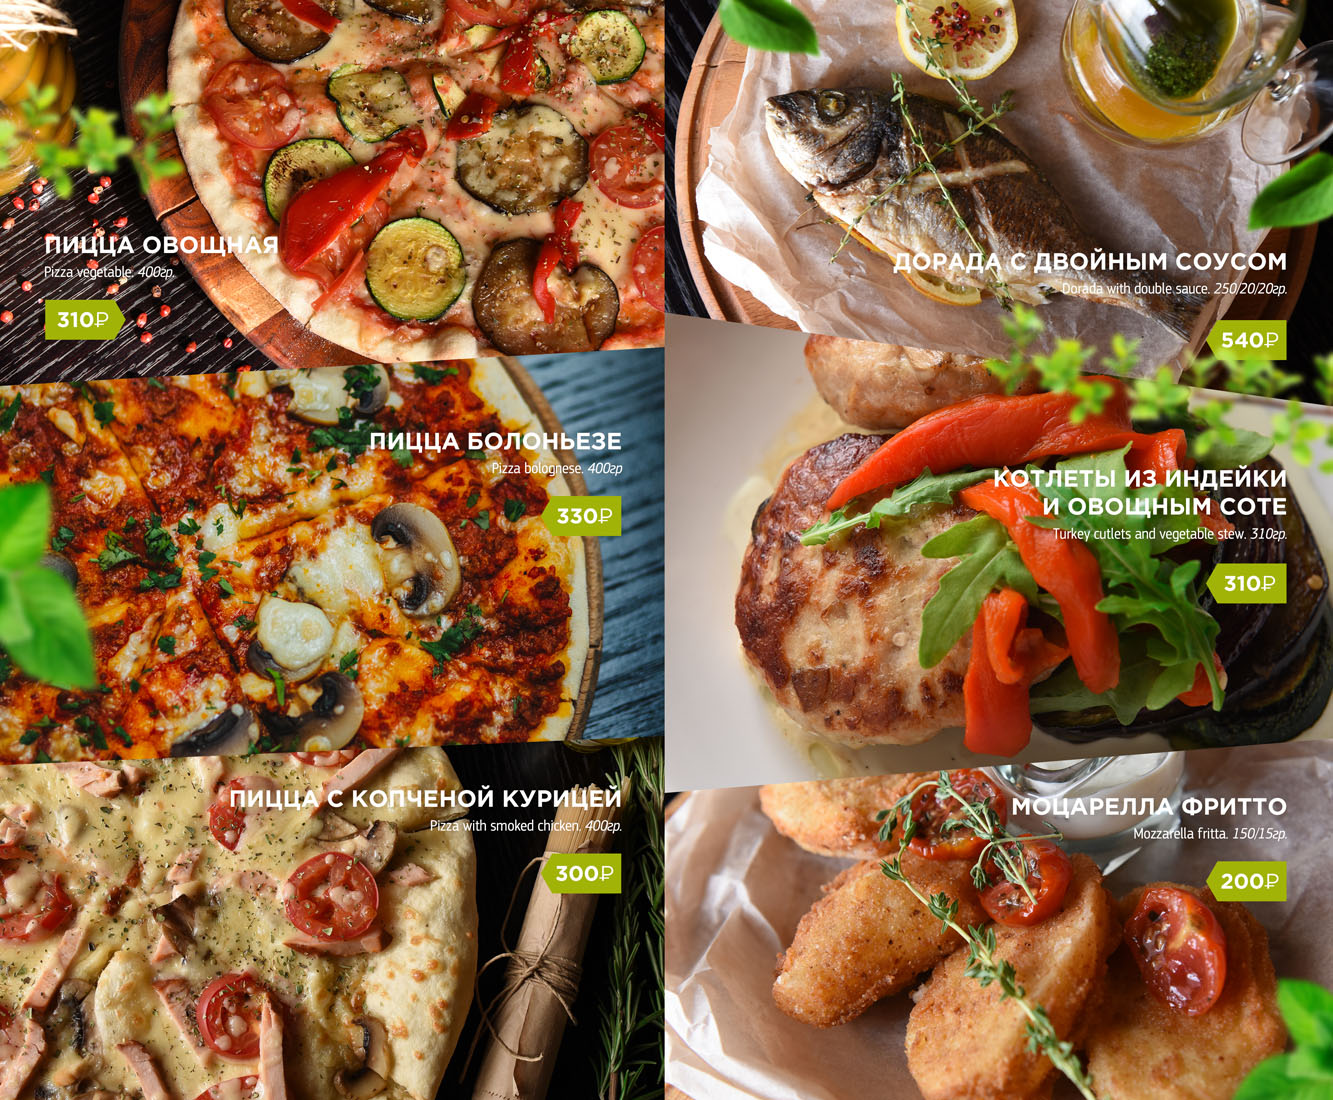 ПИЦЦА ОВОЩНАЯ
Pizza vegetable. 400гр.
310₽
ПИЦЦА БОЛОНЬЕЗЕ
Pizza bolognese. 400гр
330₽
ПИЦЦА С КОПЧЕНОЙ КУРИЦЕЙ
Pizza with smoked chicken. 400гр.
300₽
ДОРАДА С ДВОЙНЫМ СОУСОМ
Dorada with double sauce. 250/20/20гр.
540₽
КОТЛЕТЫ ИЗ ИНДЕЙКИ
И ОВОЩНЫМ СОТЕ
Turkey cutlets and vegetable stew. 310гр.
310₽
МОЦАРЕЛЛА ФРИТТО
Mozzarella fritta. 150/15гр.
200₽